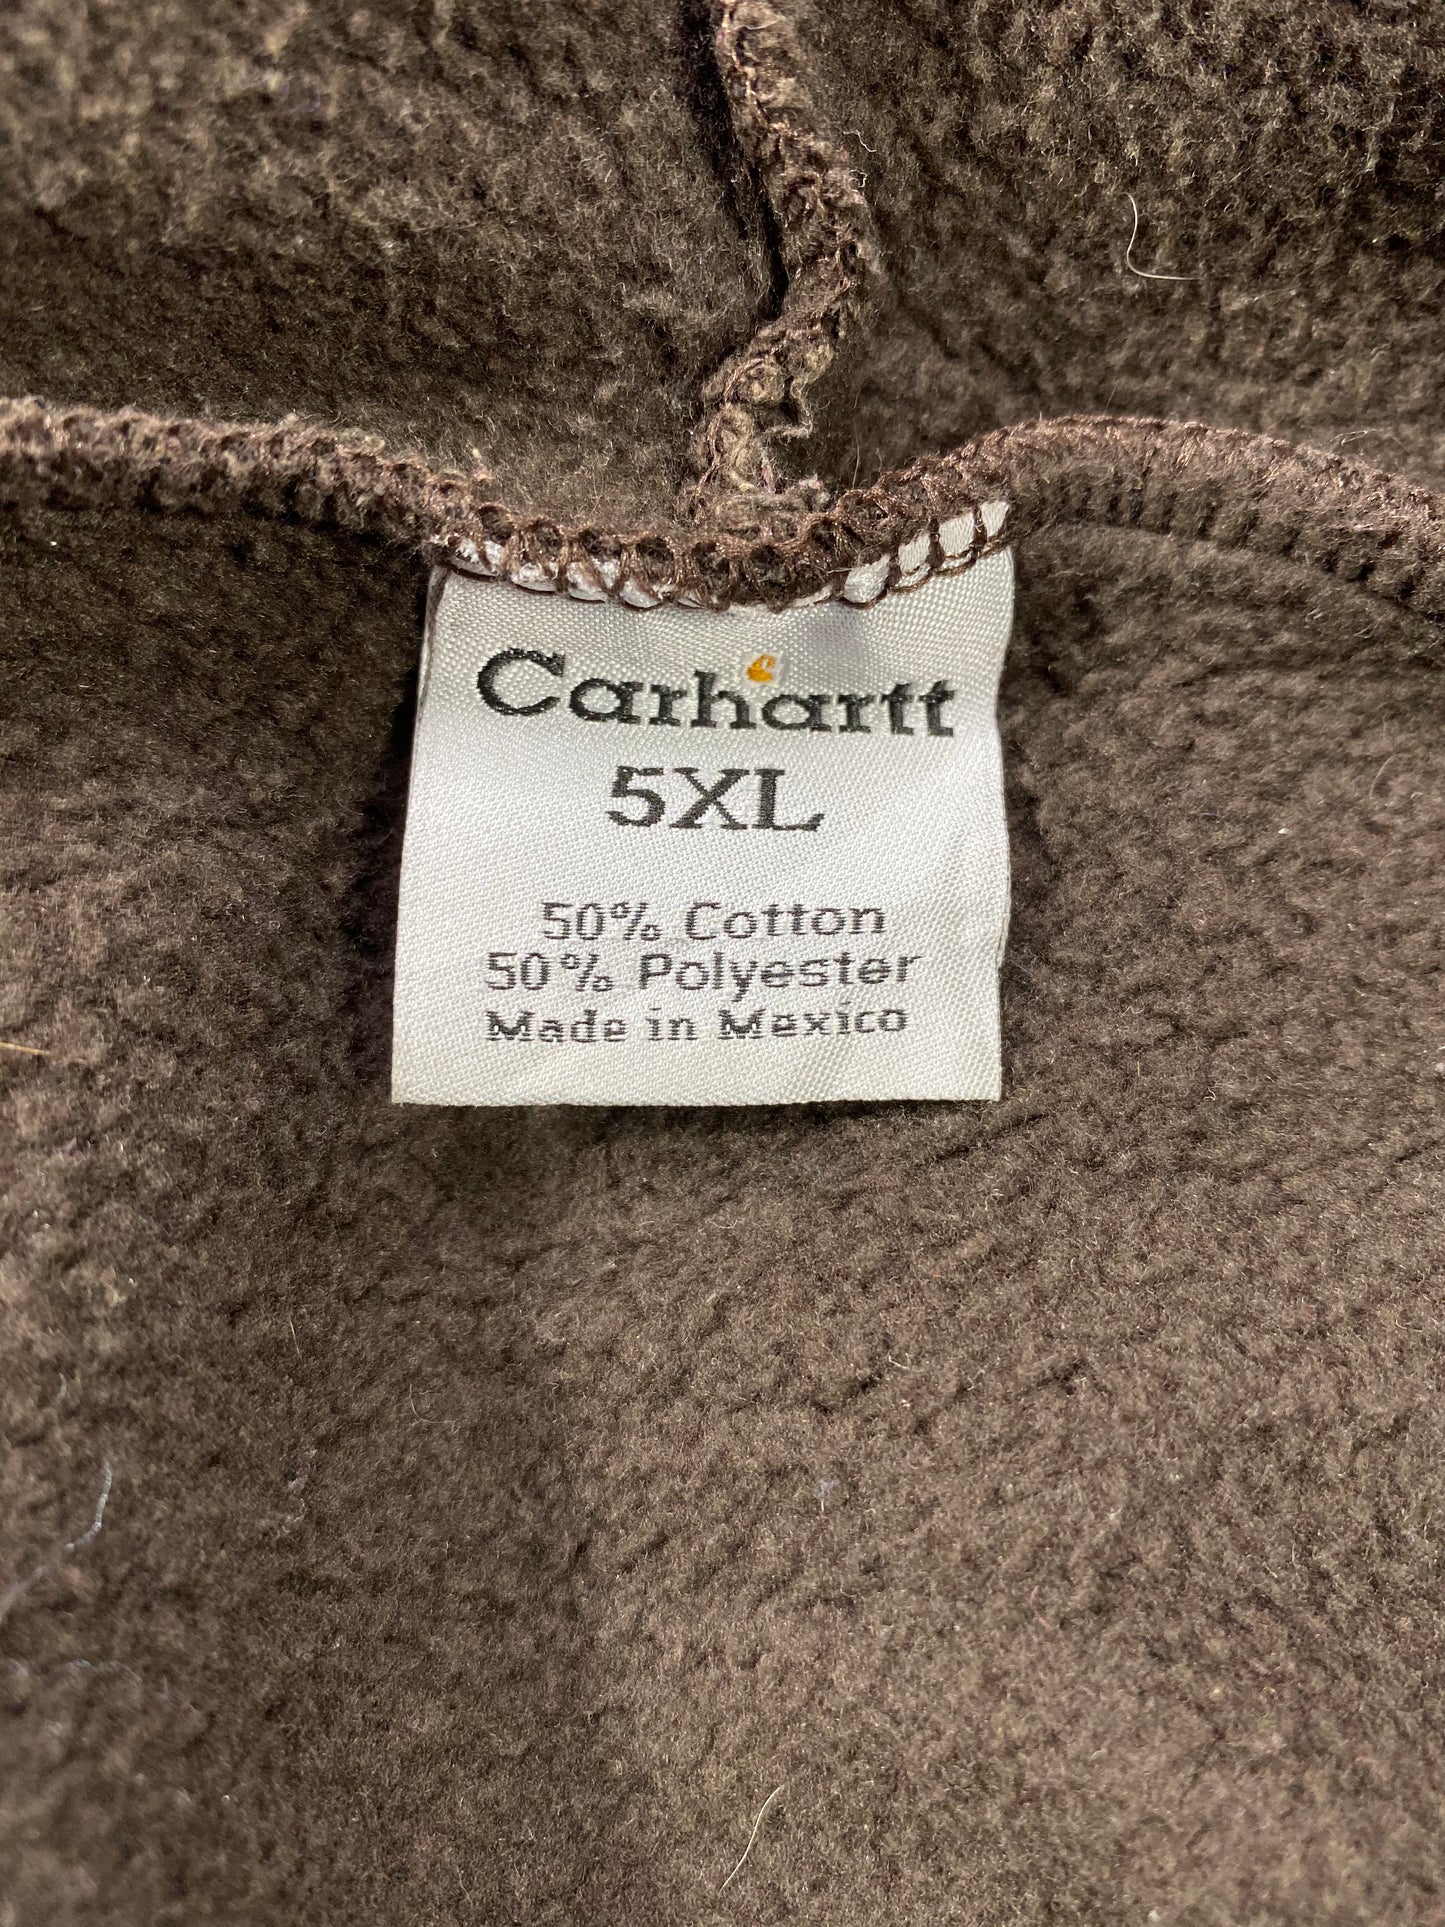 Carhartt
5XL
50% Cotton
50% Polyester
Made in Mexico